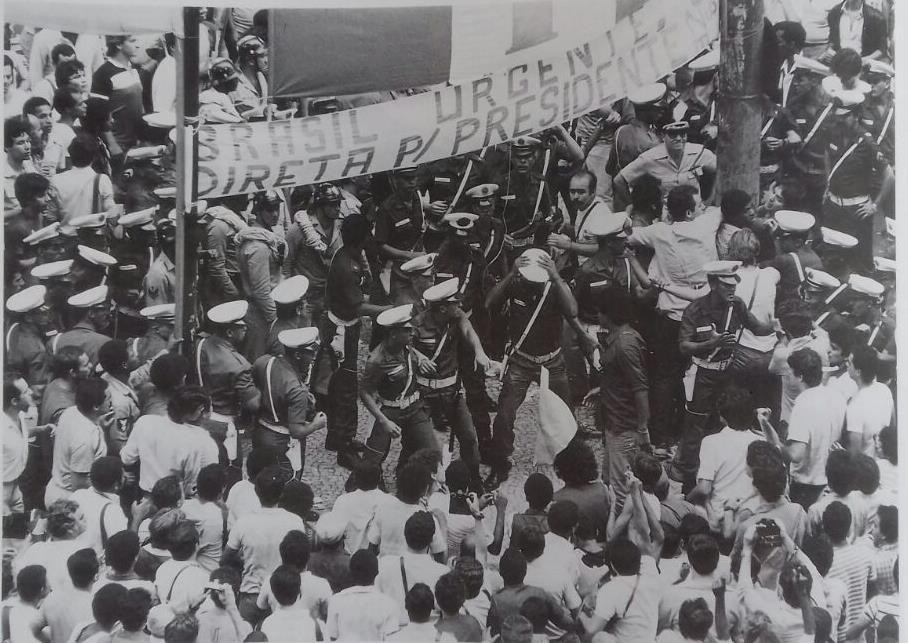 BRASIL URGENTE.
DIRETA P/ PRESIDENTE